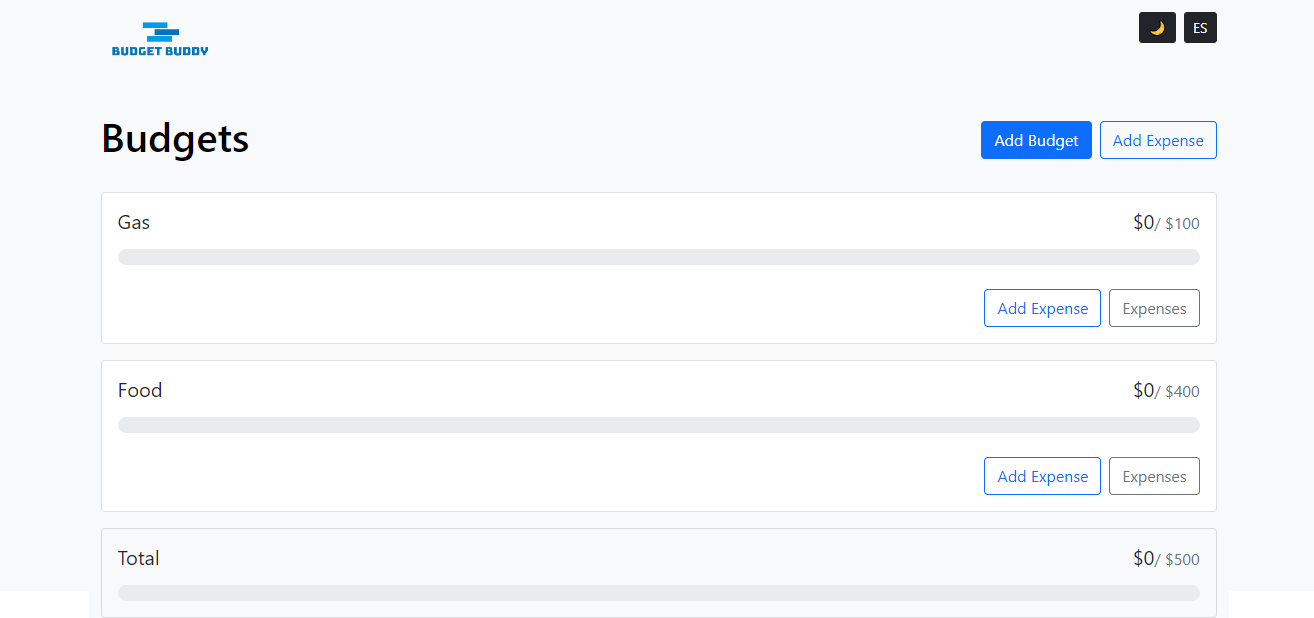 BUDGET BUDDY
ES
Budgets
Add Budget
Add Expense
Gas
$0/ $100
Add Expense
Expenses
Food
$0/ $400
Add Expense
Expenses
Total
$0/ $500